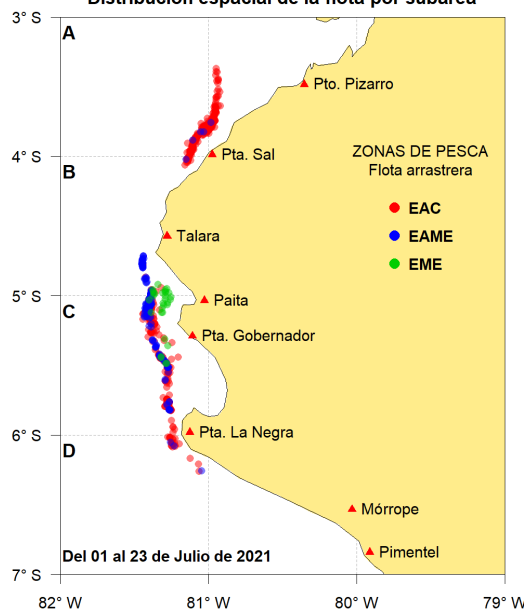 Distribución espacial de la flota por subárea
3° S
A
Pto. Pizarro
ZONAS DE PESCA
Flota arrastrera
4° S
Pta. Sal
B
EAC
Talara
EAME
EME
5° S
Paita
C
Pta. Gobernador
6° S
Pta. La Negra
D
Mórrope
Del 01 al 23 de Julio de 2021
Pimentel
7° S
82° W 81° W 80° W 79° W